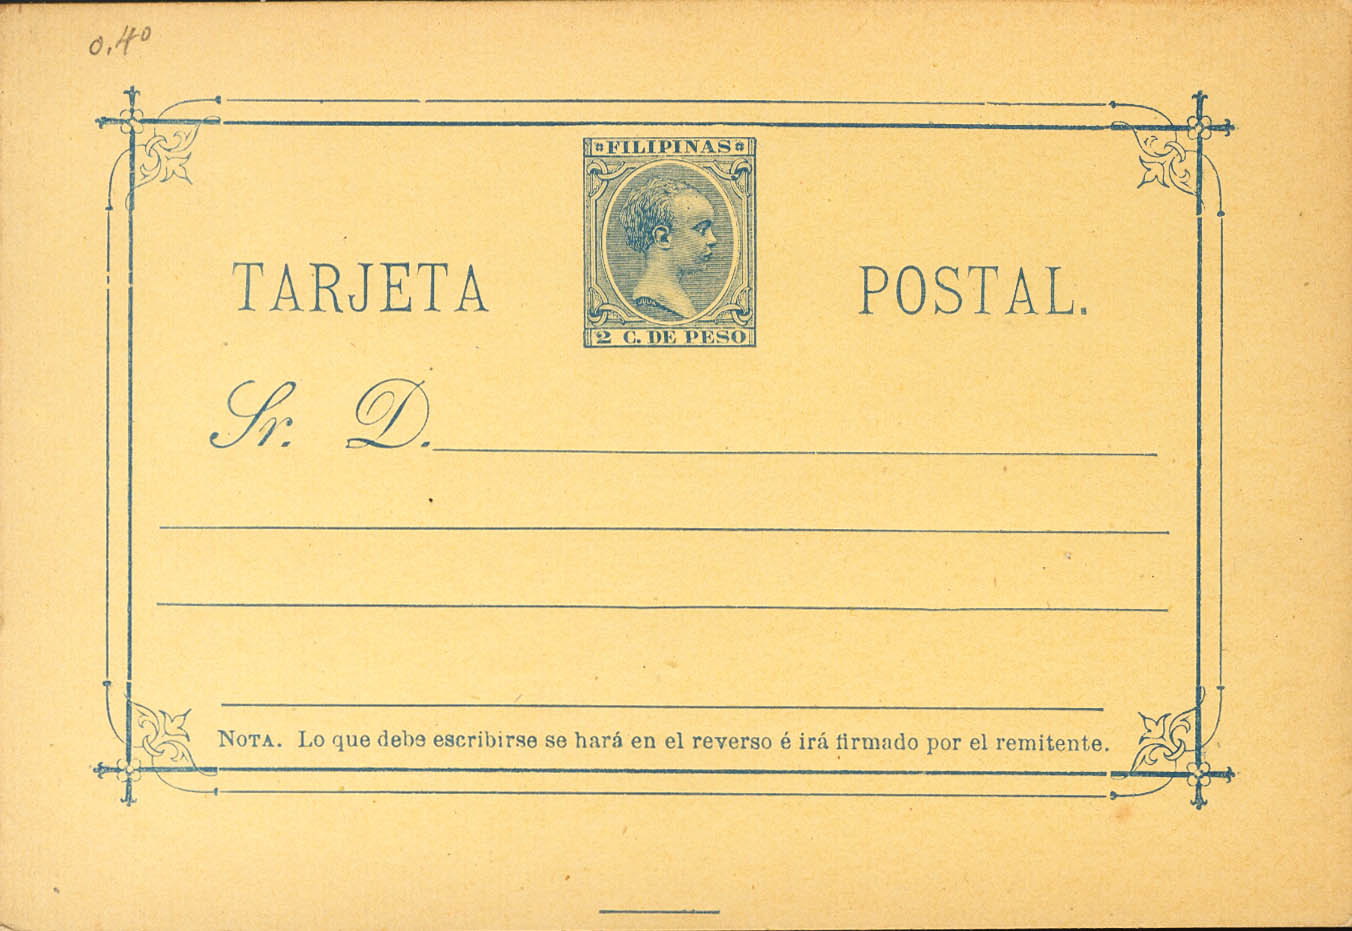 0.40
FILIPINAS
TARJETA POSTAL.
2 C. DE PESO
Sr. D.
NOTA. Lo que debe escribirse se hará en el reverso é irá firmado por el remitente.